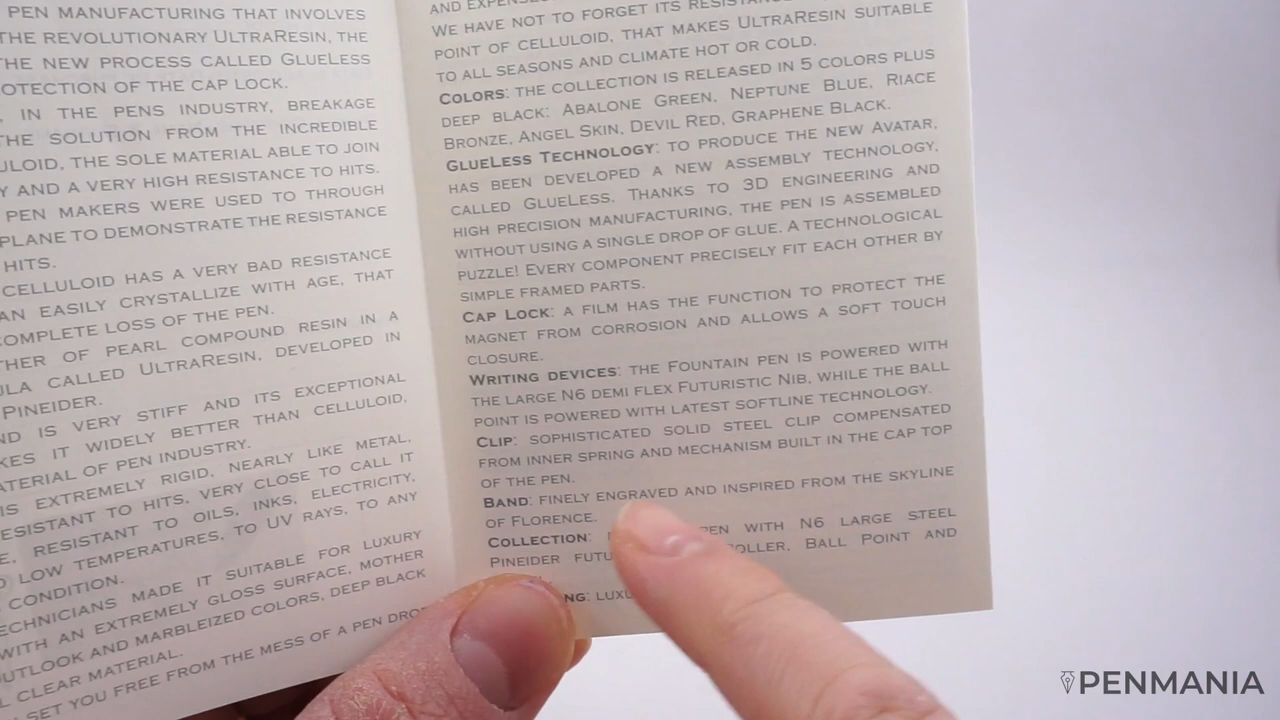 PEN MANUFACTURING THAT INVOLVES
THE REVOLUTIONARY ULTRARESIN, THE
THE NEW PROCESS CALLED GLUELESS
OTECTION OF THE CAP LOCK.
, IN THE PENS INDUSTRY, BREAKAGE
THE SOLUTION FROM THE INCREDIBLE
ULOID, THE SOLE MATERIAL ABLE TO JOIN
Y AND A VERY HIGH RESISTANCE TO HITS.
PEN MAKERS WERE USED TO THROUGH
PLANE TO DEMONSTRATE THE RESISTANCE
HITS.
CELLULOID HAS A VERY BAD RESISTANCE
AN EASILY CRYSTALLIZE WITH AGE, THAT
COMPLETE LOSS OF THE PEN.
THER OF PEARL COMPOUND RESIN IN A
ULA CALLED ULTRARESIN, DEVELOPED IN
PINEIDER.
ND IS VERY STIFF AND ITS EXCEPTIONAL
KES IT WIDELY BETTER THAN CELLULOID,
ATERIAL OF PEN INDUSTRY.
IS EXTREMELY RIGID, NEARLY LIKE METAL,
ESISTANT TO HITS, VERY CLOSE TO CALL IT
E, RESISTANT TO OILS, INKS, ELECTRICITY,
LOW TEMPERATURES, TO UV RAYS, TO ANY
CONDITION.
ECHNICIANS MADE IT SUITABLE FOR LUXURY
WITH AN EXTREMELY GLOSS SURFACE, MOTHER
UTLOOK AND MARBLEIZED COLORS, DEEP BLACK
CLEAR MATERIAL.
SET YOU FREE FROM THE MESS OF A PEN DROP
AND EXPENSE
WE HAVE NOT TO FORGET ITS RESISTAN
POINT OF CELLULOID, THAT MAKES ULTRARESIN SUITABLE
TO ALL SEASONS AND CLIMATE HOT OR COLD.
COLORS: THE COLLECTION IS RELEASED IN 5 COLORS PLUS
DEEP BLACK: ABALONE GREEN, NEPTUNE BLUE, RIACE
BRONZE, ANGEL SKIN, DEVIL RED, GRAPHENE BLACK.
GLUELESS TECHNOLOGY: TO PRODUCE THE NEW AVATAR,
HAS BEEN DEVELOPED A NEW ASSEMBLY TECHNOLOGY,
CALLED GLUELESS. THANKS TO 3D ENGINEERING AND
HIGH PRECISION MANUFACTURING, THE PEN IS ASSEMBLED
WITHOUT USING A SINGLE DROP OF GLUE. A TECHNOLOGICAL
PUZZLE! EVERY COMPONENT PRECISELY FIT EACH OTHER BY
SIMPLE FRAMED PARTS.
CAP LOCK: A FILM HAS THE FUNCTION TO PROTECT THE
MAGNET FROM CORROSION AND ALLOWS A SOFT TOUCH
CLOSURE.
WRITING DEVICES: THE FOUNTAIN PEN IS POWERED WITH
THE LARGE N6 DEMI FLEX FUTURISTIC NIB, WHILE THE BALL
POINT IS POWERED WITH LATEST SOFTLINE TECHNOLOGY.
CLIP: SOPHISTICATED SOLID STEEL CLIP COMPENSATED
FROM INNER SPRING AND MECHANISM BUILT IN THE CAP TOP
OF THE PEN.
BAND: FINELY ENGRAVED AND INSPIRED FROM THE SKYLINE
OF FLORENCE.
COLLECTION: PEN WITH N6 LARGE STEEL
PINEIDER FUTU OLLER, BALL POINT AND
NG: LUXU
PENMANIA